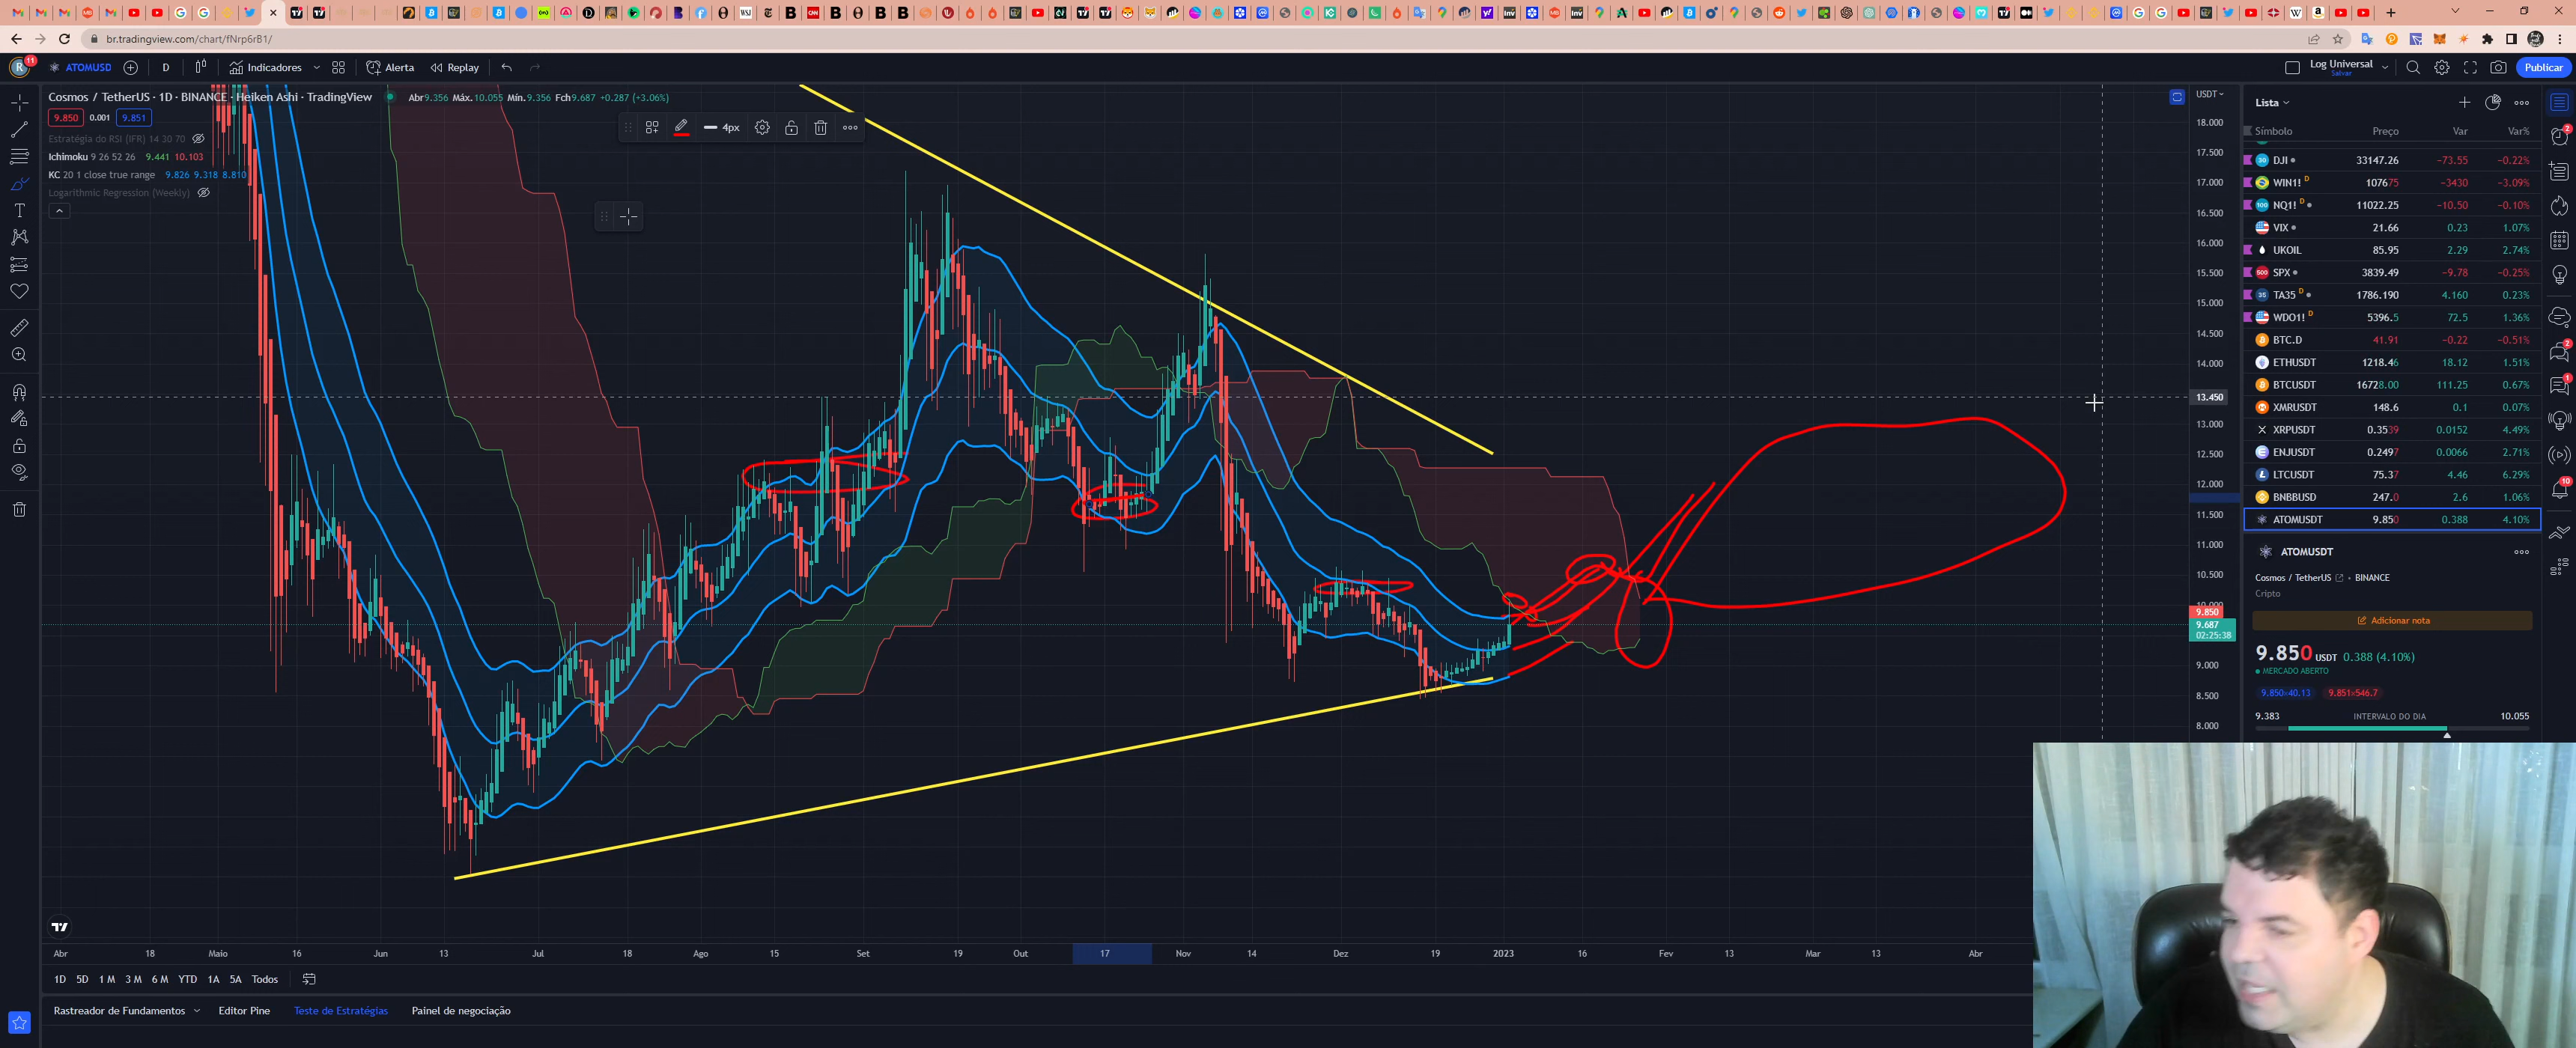 br.tradingview.com/chart/fNrp6rB1/
R 11 ATOMUSD D Indicadores Alerta Replay Log Universal Salvar Publicar
Cosmos / TetherUS · 1D · BINANCE · Heiken Ashi · TradingView Abr9.356 Máx.10.055 Mín.9.356 Fch9.687 +0.287 (+3.06%)
9.850 0.001 9.851
Estratégia do RSI (IFR) 14 30 70
Ichimoku 9 26 52 26 9.441 10.103
KC 20 1 close true range 9.826 9.318 8.810
Logarithmic Regression (Weekly)
4px
USDT
18.000
17.500
17.000
16.500
16.000
15.500
15.000
14.500
14.000
13.450
13.000
12.500
12.000
11.500
11.000
10.500
10.000
9.850
9.687
02:25:38
9.000
8.500
8.000
Lista
Símbolo Preço Var Var%
DJI 33147.26 −73.55 −0.22%
WIN1! D 107675 −3430 −3.09%
NQ1! D 11022.25 −10.50 −0.10%
VIX 21.66 0.23 1.07%
UKOIL 85.95 2.29 2.74%
SPX 3839.49 −9.78 −0.25%
TA35 D 1786.190 4.160 0.23%
WDO1! D 5396.5 72.5 1.36%
BTC.D 41.91 −0.22 −0.51%
ETHUSDT 1218.46 18.12 1.51%
BTCUSDT 16728.00 111.25 0.67%
XMRUSDT 148.6 0.1 0.07%
XRPUSDT 0.3539 0.0152 4.49%
ENJUSDT 0.2497 0.0066 2.71%
LTCUSDT 75.37 4.46 6.29%
BNBBUSD 247.0 2.6 1.06%
ATOMUSDT 9.850 0.388 4.10%
ATOMUSDT
Cosmos / TetherUS • BINANCE
Cripto
Adicionar nota
9.850 USDT 0.388 (4.10%)
MERCADO ABERTO
9.850×40.13 9.851×546.7
9.383 INTERVALO DO DIA 10.055
Abr 18 Maio 16 Jun 13 Jul 18 Ago 15 Set 19 Out 17 Nov 14 Dez 19 2023 16 Fev 13 Mar 13 Abr
1D 5D 1 M 3 M 6 M YTD 1A 5A Todos
Rastreador de Fundamentos Editor Pine Teste de Estratégias Painel de negociação